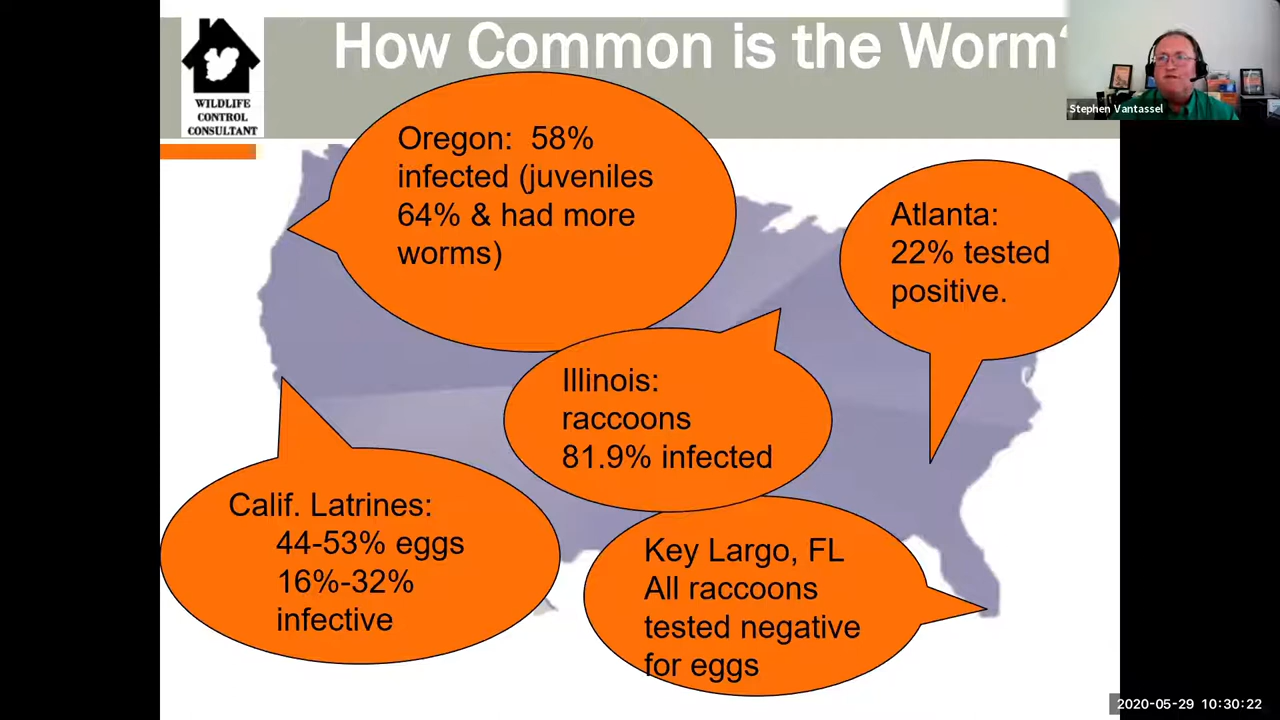 How Common is the Worm?
WILDLIFE
CONTROL
CONSULTANT
Stephen Vantassel
Oregon: 58%
infected (juveniles
64% & had more
worms)
Atlanta:
22% tested
positive.
Illinois:
raccoons
81.9% infected
Calif. Latrines:
44-53% eggs
16%-32%
infective
Key Largo, FL
All raccoons
tested negative
for eggs
2020-05-29 10:30:22